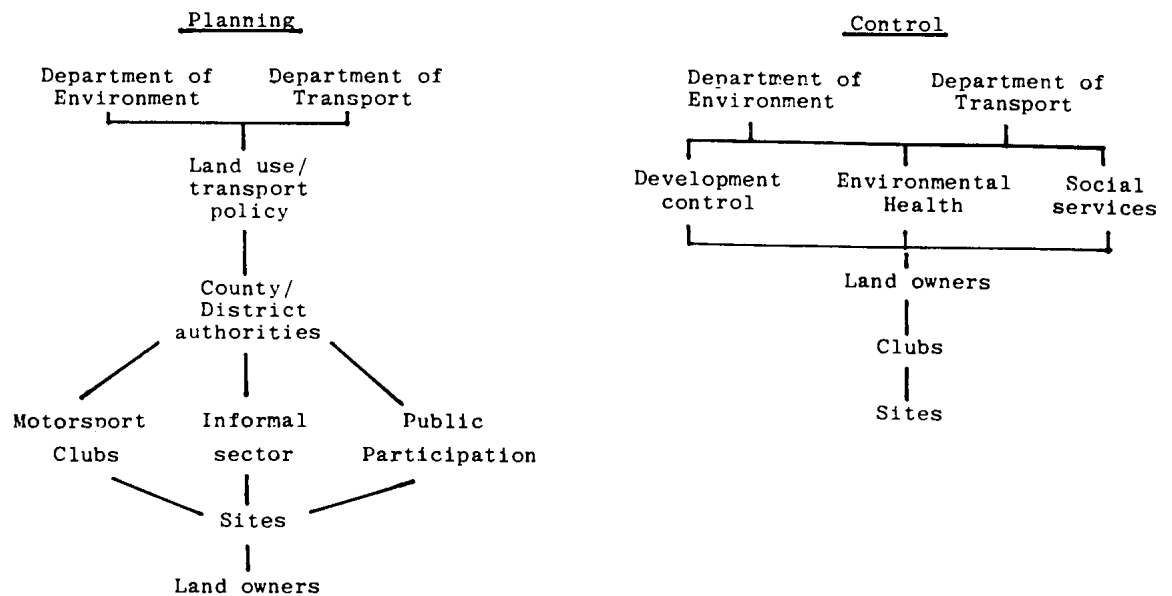 Planning
Department of
Environment
Department of
Transport
Land use/
transport
policy
County/
District
authorities
Motorsport
Clubs
Informal
sector
Public
Participation
Sites
Land owners
Control
Department of
Environment
Department of
Transport
Development
control
Environmental
Health
Social
services
Land owners
Clubs
Sites